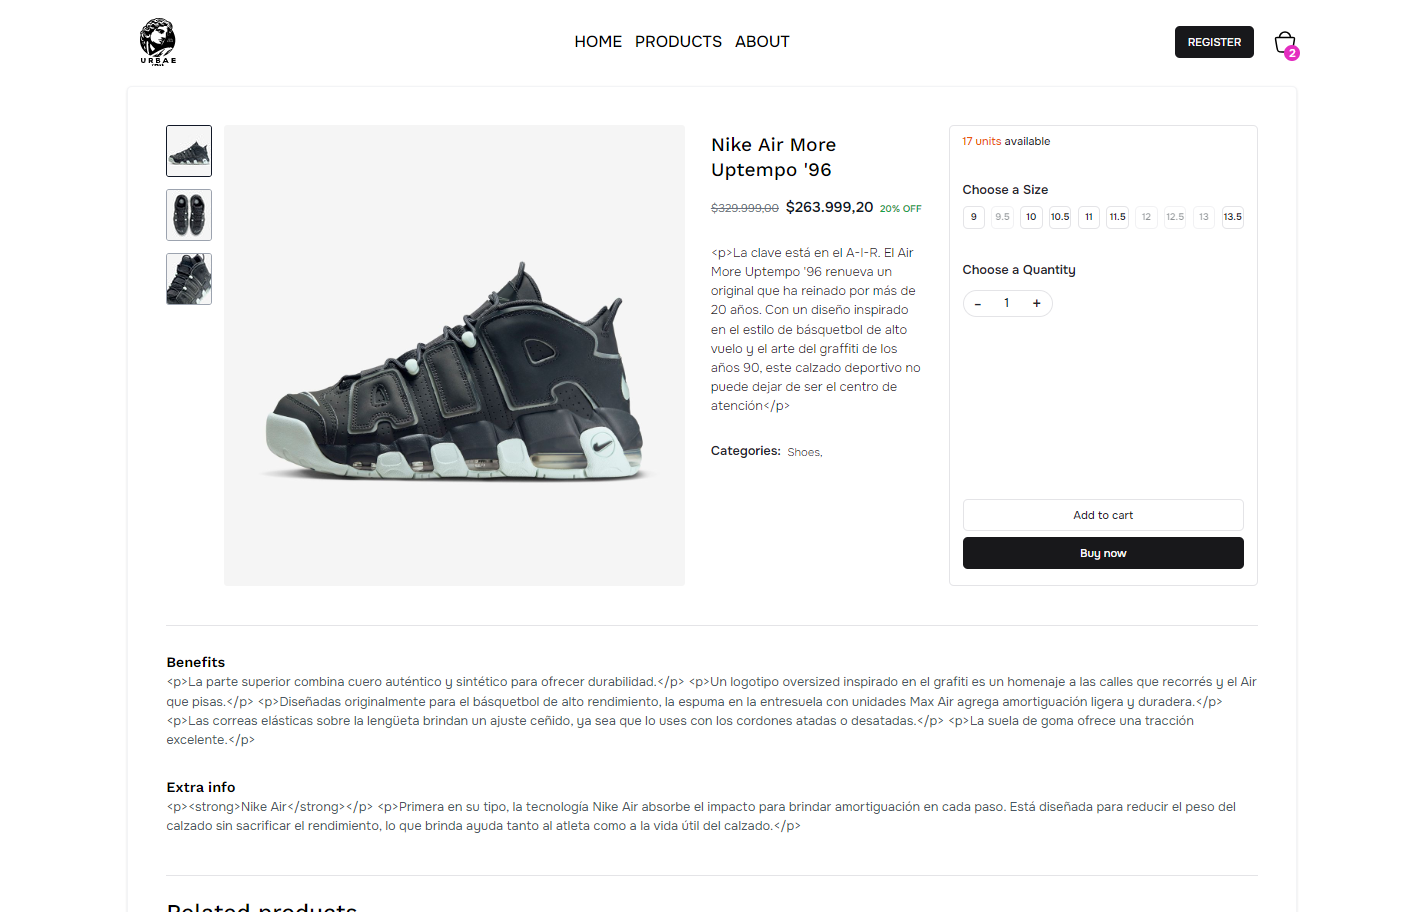 URBAE
HOME PRODUCTS ABOUT
REGISTER
2
Nike Air More
Uptempo '96
$329.999,00 $263.999,20 20% OFF
<p>La clave está en el A-I-R. El Air
More Uptempo '96 renueva un
original que ha reinado por más de
20 años. Con un diseño inspirado
en el estilo de básquetbol de alto
vuelo y el arte del graffiti de los
años 90, este calzado deportivo no
puede dejar de ser el centro de
atención</p>
Categories: Shoes,
17 units available
Choose a Size
9 9.5 10 10.5 11 11.5 12 12.5 13 13.5
Choose a Quantity
- 1 +
Add to cart
Buy now
Benefits
<p>La parte superior combina cuero auténtico y sintético para ofrecer durabilidad.</p> <p>Un logotipo oversized inspirado en el grafiti es un homenaje a las calles que recorrés y el Air
que pisas.</p> <p>Diseñadas originalmente para el básquetbol de alto rendimiento, la espuma en la entresuela con unidades Max Air agrega amortiguación ligera y duradera.</p>
<p>Las correas elásticas sobre la lengüeta brindan un ajuste ceñido, ya sea que lo uses con los cordones atadas o desatadas.</p> <p>La suela de goma ofrece una tracción
excelente.</p>
Extra info
<p><strong>Nike Air</strong></p> <p>Primera en su tipo, la tecnología Nike Air absorbe el impacto para brindar amortiguación en cada paso. Está diseñada para reducir el peso del
calzado sin sacrificar el rendimiento, lo que brinda ayuda tanto al atleta como a la vida útil del calzado.</p>
Related products